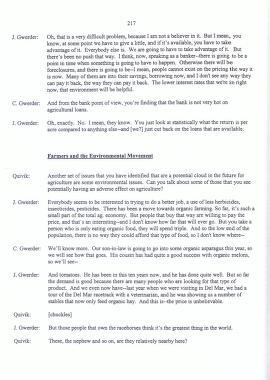 217
J. Gwerder: Oh, that is a very difficult problem, because I am not a believer in it. But I mean, you
know, at some point we have to give a little, and if it's available, you have to take
advantage of it. Everybody else is. We are going to have to take advantage of it. But
there's been no push that way. I think, now, speaking as a banker--there is going to be a
point in time when something is going to have to happen. Otherwise there will be
foreclosures, and there is going to be--I mean, people cannot exist on the pricing the way it
is now. Many of them are into their savings, borrowing now, and I don't see any way they
can pay it back, the way they can pay it back. The lower interest rates that we're in right
now, that environment will be helpful.
C. Gwerder: And from the bank point of view, you're finding that the bank is not very hot on
agricultural loans.
J. Gwerder: Oh, exactly. No. I mean, they know. You just look at statistically what the return is per
acre compared to anything else--and [we?] just cut back on the loans that are available.
Farmers and the Environmental Movement
Quivik: Another set of issues that you have identified that are a potential cloud in the future for
agriculture are some environmental issues. Can you talk about some of those that you see
potentially having an adverse effect on agriculture?
J. Gwerder: Everybody seems to be interested in trying to do a better job, a use of less herbicides,
insecticides, pesticides. There has been a move towards organic farming. So far, it's such a
small part of the total ag. economy. But people that buy that way are willing to pay the
price, and that's an interesting--and I don't know how far that will ever go. But you take a
person who is only eating organic food, they will spend triple. And so the low end of the
population, there is no way they could afford that type of food, so I don't know where--
C. Gwerder: We'll know more. Our son-in-law is going to go into some organic asparagus this year, so
we will see how that goes. His cousin has had quite a good success with organic melons,
so we'll see--
J. Gwerder: And tomatoes. He has been in this ten years now, and he has done quite well. But so far
the demand is good because there are many people who are looking for that type of
product. And we even now have--last year when we went visiting in Del Mar, we had a
tour of the Del Mar racetrack with a veterinarian, and he was showing us a number of
stables that now only feed organic hay. And this is--the price is unbelievable.
Quivik: [chuckles]
J. Gwerder: But those people that own the racehorses think it's the greatest thing in the world.
Quivik: These, the nephew and so on, are they relatively nearby here?